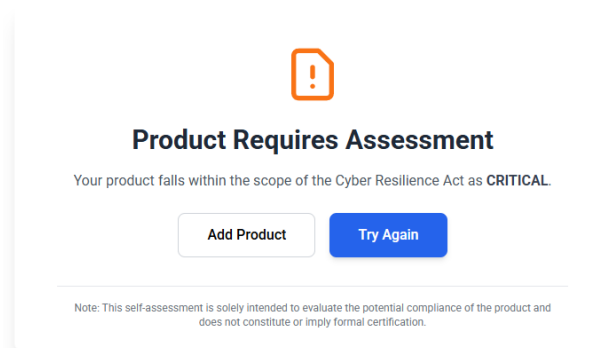 Product Requires Assessment
Your product falls within the scope of the Cyber Resilience Act as CRITICAL.
Add Product
Try Again
Note: This self-assessment is solely intended to evaluate the potential compliance of the product and
does not constitute or imply formal certification.